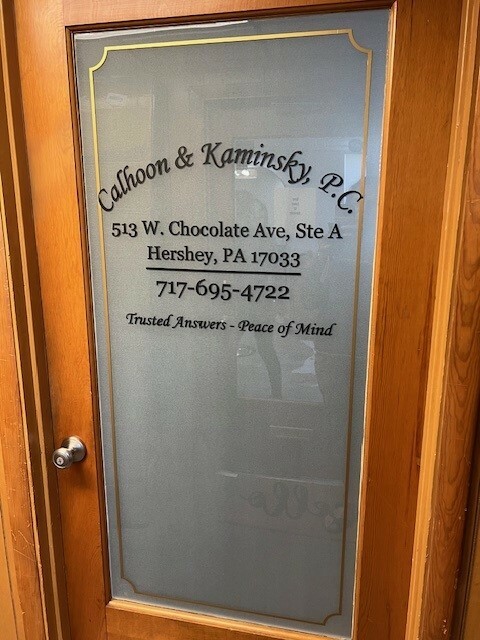 Calhoon & Kaminsky, P.C.
513 W. Chocolate Ave, Ste A
Hershey, PA 17033
717-695-4722
Trusted Answers - Peace of Mind